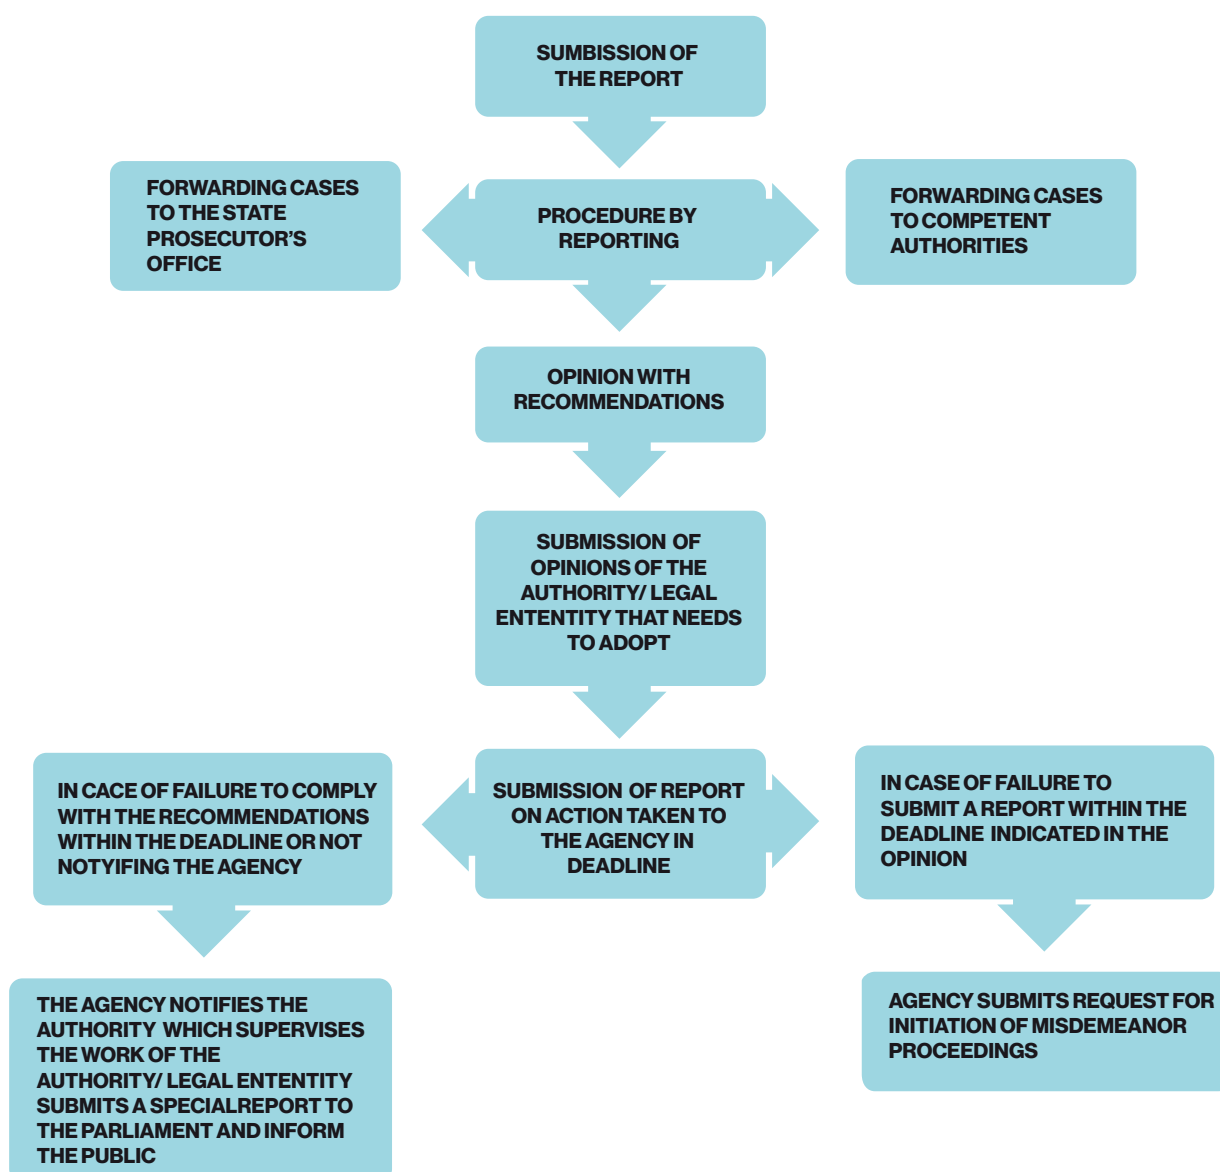 SUMBISSION OF
THE REPORT
FORWARDING CASES
TO THE STATE
PROSECUTOR'S
OFFICE
PROCEDURE BY
REPORTING
FORWARDING CASES
TO COMPETENT
AUTHORITIES
OPINION WITH
RECOMMENDATIONS
SUBMISSION OF
OPINIONS OF THE
AUTHORITY/ LEGAL
ENTENTITY THAT NEEDS
TO ADOPT
IN CACE OF FAILURE TO COMPLY
WITH THE RECOMMENDATIONS
WITHIN THE DEADLINE OR NOT
NOTYIFING THE AGENCY
SUBMISSION OF REPORT
ON ACTION TAKEN TO
THE AGENCY IN
DEADLINE
IN CASE OF FAILURE TO
SUBMIT A REPORT WITHIN THE
DEADLINE INDICATED IN THE
OPINION
THE AGENCY NOTIFIES THE
AUTHORITY WHICH SUPERVISES
THE WORK OF THE
AUTHORITY/ LEGAL ENTENTITY
SUBMITS A SPECIALREPORT TO
THE PARLIAMENT AND INFORM
THE PUBLIC
AGENCY SUBMITS REQUEST FOR
INITIATION OF MISDEMEANOR
PROCEEDINGS